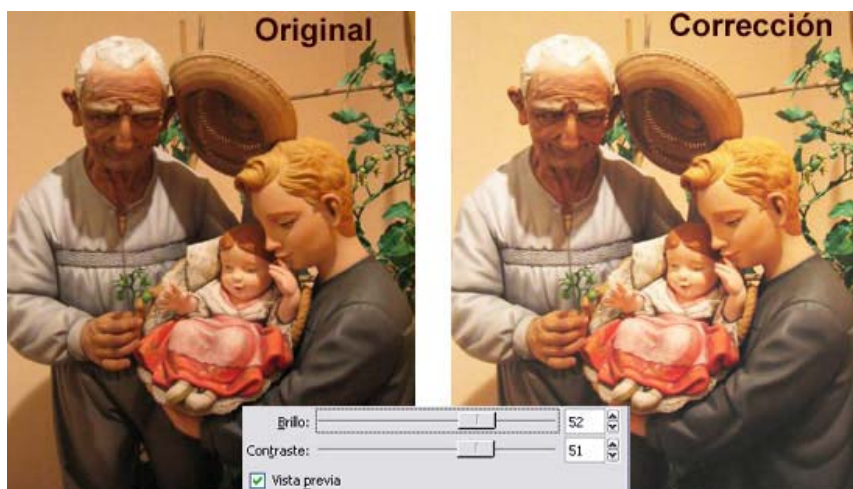 Original
Corrección
Brillo: 52
Contraste: 51
Vista previa